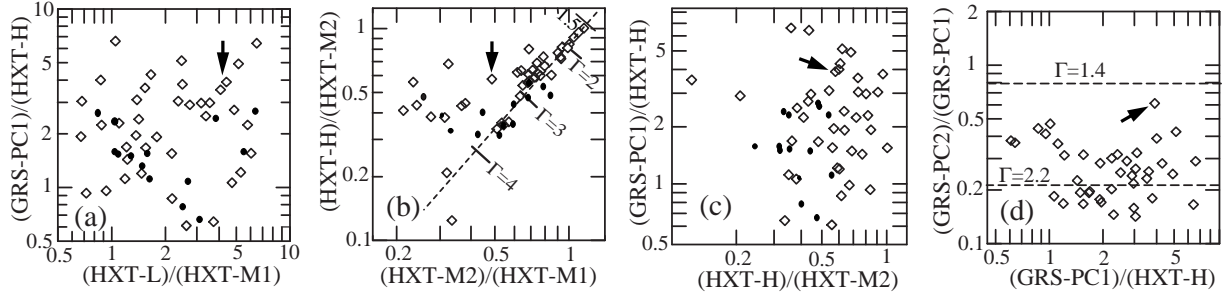 (GRS-PC1)/(HXT-H)
10
5
2
1
0.5
(a)
0.5
1
2
5
10
(HXT-L)/(HXT-M1)
(HXT-H)/(HXT-M2)
1
0.5
0.2
0.1
Γ=2
Γ=3
Γ=4
(b)
0.2
0.5
1
(HXT-M2)/(HXT-M1)
(GRS-PC1)/(HXT-H)
5
2
1
0.5
(c)
0.2
0.5
1
(HXT-H)/(HXT-M2)
(GRS-PC2)/(GRS-PC1)
2
1
0.5
0.2
0.1
Γ=1.4
Γ=2.2
(d)
0.5
1
2
5
(GRS-PC1)/(HXT-H)